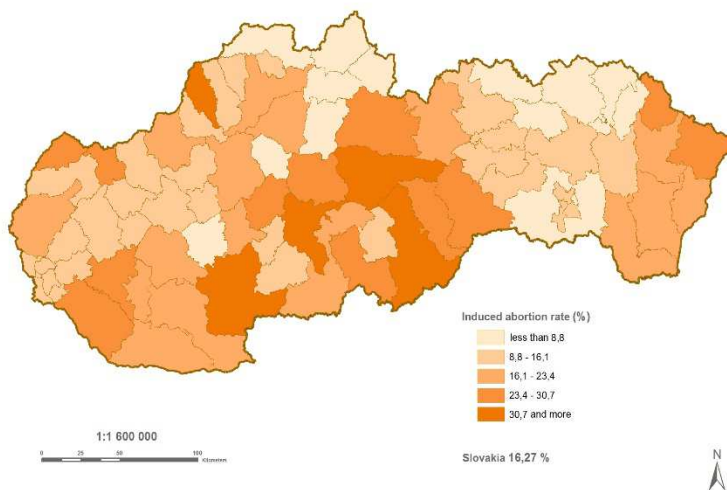 Induced abortion rate (%)
less than 8,8
8,8 - 16,1
16,1 - 23,4
23,4 - 30,7
30,7 and more
1:1 600 000
0 25 50 100
Kilometers
Slovakia 16,27 %
N